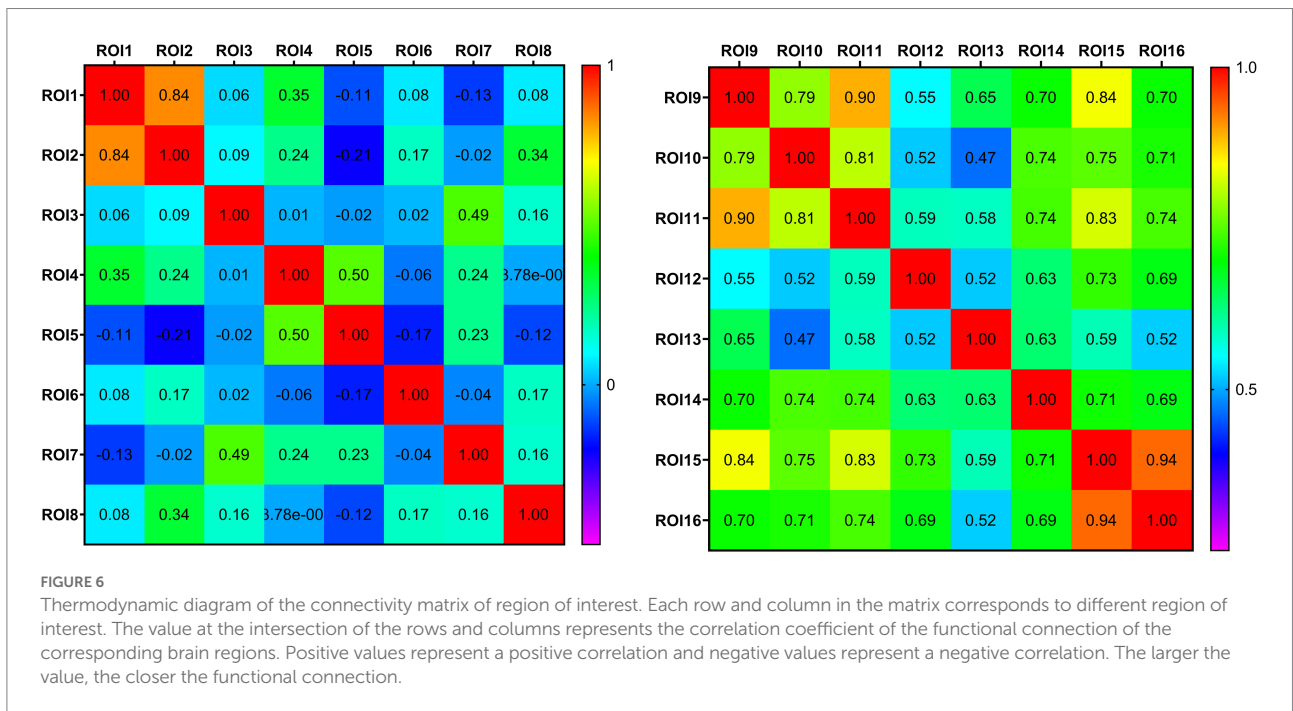 ROI1 ROI2 ROI3 ROI4 ROI5 ROI6 ROI7 ROI8
ROI1 1.00 0.84 0.06 0.35 -0.11 0.08 -0.13 0.08
ROI2 0.84 1.00 0.09 0.24 -0.21 0.17 -0.02 0.34
ROI3 0.06 0.09 1.00 0.01 -0.02 0.02 0.49 0.16
ROI4 0.35 0.24 0.01 1.00 0.50 -0.06 0.24 3.78e-00
ROI5 -0.11 -0.21 -0.02 0.50 1.00 -0.17 0.23 -0.12
ROI6 0.08 0.17 0.02 -0.06 -0.17 1.00 -0.04 0.17
ROI7 -0.13 -0.02 0.49 0.24 0.23 -0.04 1.00 0.16
ROI8 0.08 0.34 0.16 3.78e-00 -0.12 0.17 0.16 1.00
1
0
ROI9 ROI10 ROI11 ROI12 ROI13 ROI14 ROI15 ROI16
ROI9 1.00 0.79 0.90 0.55 0.65 0.70 0.84 0.70
ROI10 0.79 1.00 0.81 0.52 0.47 0.74 0.75 0.71
ROI11 0.90 0.81 1.00 0.59 0.58 0.74 0.83 0.74
ROI12 0.55 0.52 0.59 1.00 0.52 0.63 0.73 0.69
ROI13 0.65 0.47 0.58 0.52 1.00 0.63 0.59 0.52
ROI14 0.70 0.74 0.74 0.63 0.63 1.00 0.71 0.69
ROI15 0.84 0.75 0.83 0.73 0.59 0.71 1.00 0.94
ROI16 0.70 0.71 0.74 0.69 0.52 0.69 0.94 1.00
1.0
0.5
FIGURE 6
Thermodynamic diagram of the connectivity matrix of region of interest. Each row and column in the matrix corresponds to different region of
interest. The value at the intersection of the rows and columns represents the correlation coefficient of the functional connection of the
corresponding brain regions. Positive values represent a positive correlation and negative values represent a negative correlation. The larger the
value, the closer the functional connection.